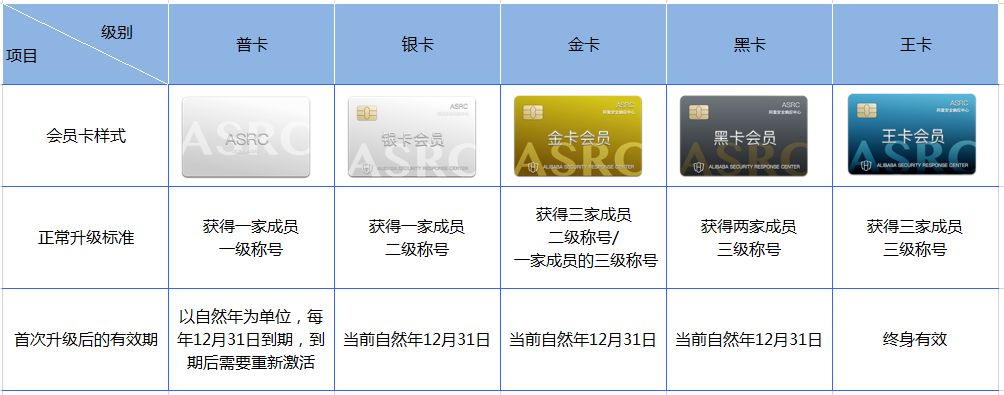 级别
项目
普卡
银卡
金卡
黑卡
王卡
会员卡样式
ASRC
ASRC
ASRC
银卡会员
ASRC
ALIBABA SECURITY RESPONSE CENTER
ASRC
阿里安全响应中心
金卡会员
ASRC
ALIBABA SECURITY RESPONSE CENTER
ASRC
阿里安全响应中心
黑卡会员
ASRC
ALIBABA SECURITY RESPONSE CENTER
ASRC
阿里安全响应中心
王卡会员
ASRC
ALIBABA SECURITY RESPONSE CENTER
正常升级标准
获得一家成员
一级称号
获得一家成员
二级称号
获得三家成员
二级称号/
一家成员的三级称号
获得两家成员
三级称号
获得三家成员
三级称号
首次升级后的有效期
以自然年为单位，每
年12月31日到期，到
期后需要重新激活
当前自然年12月31日
当前自然年12月31日
当前自然年12月31日
终身有效